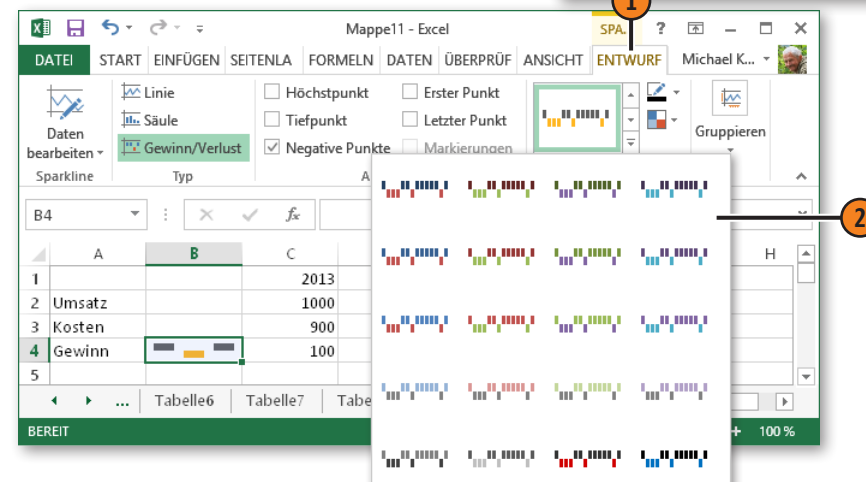 1
Mappe11 - Excel
SPA. ?
DATEI START EINFÜGEN SEITENLA FORMELN DATEN ÜBERPRÜF ANSICHT ENTWURF Michael K...
Daten
bearbeiten
Sparkline
Linie
Säule
Gewinn/Verlust
Typ
Höchstpunkt
Tiefpunkt
Negative Punkte
Erster Punkt
Letzter Punkt
Markierungen
A
Gruppieren
2
B4 fx
A B C H
1 2013
2 Umsatz 1000
3 Kosten 900
4 Gewinn 100
5
... Tabelle6 Tabelle7 Tabe
BEREIT + 100 %